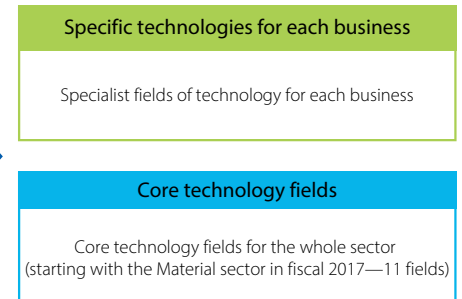 Specific technologies for each business
Specialist fields of technology for each business
Core technology fields
Core technology fields for the whole sector
(starting with the Material sector in fiscal 2017—11 fields)